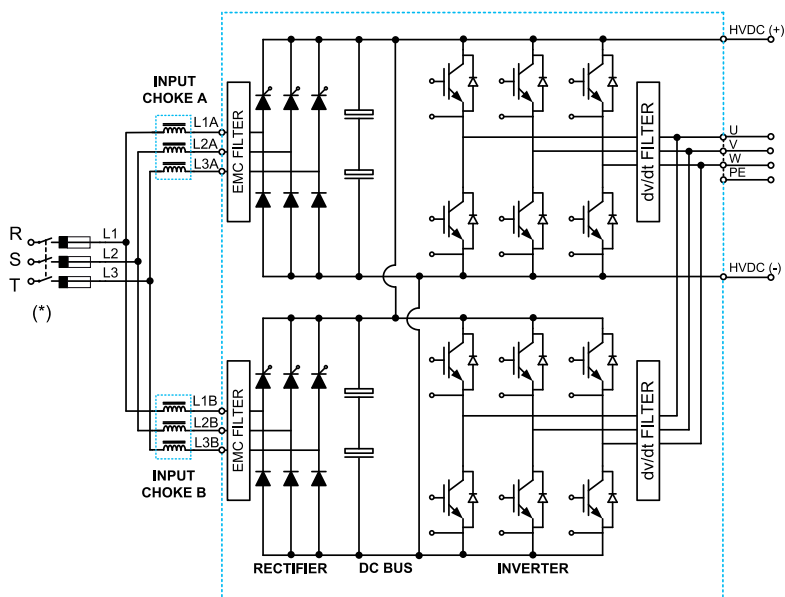 HVDC (+)
INPUT
CHOKE A
L1A
L2A
L3A
EMC FILTER
dv/dt FILTER
U
V
W
PE
R
S
T
(*)
L1
L2
L3
HVDC (-)
EMC FILTER
dv/dt FILTER
L1B
L2B
L3B
INPUT
CHOKE B
RECTIFIER
DC BUS
INVERTER